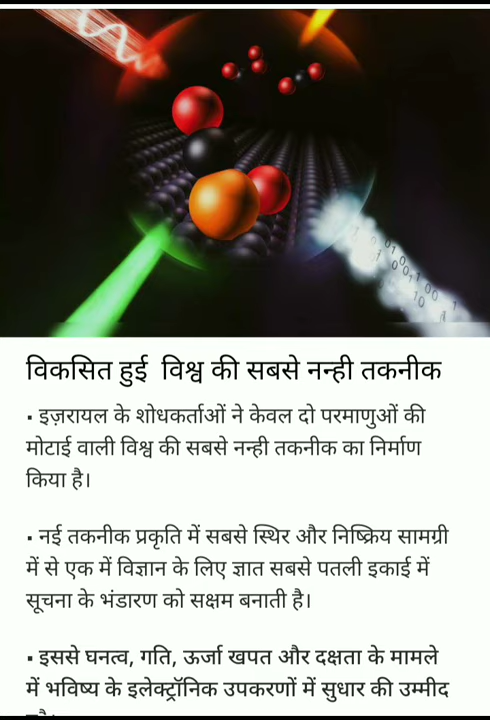 विकसित हुई विश्व की सबसे नन्ही तकनीक
▪ इज़रायल के शोधकर्ताओं ने केवल दो परमाणुओं की
मोटाई वाली विश्व की सबसे नन्ही तकनीक का निर्माण
किया है।
▪ नई तकनीक प्रकृति में सबसे स्थिर और निष्क्रिय सामग्री
में से एक में विज्ञान के लिए ज्ञात सबसे पतली इकाई में
सूचना के भंडारण को सक्षम बनाती है।
▪ इससे घनत्व, गति, ऊर्जा खपत और दक्षता के मामले
में भविष्य के इलेक्ट्रॉनिक उपकरणों में सुधार की उम्मीद